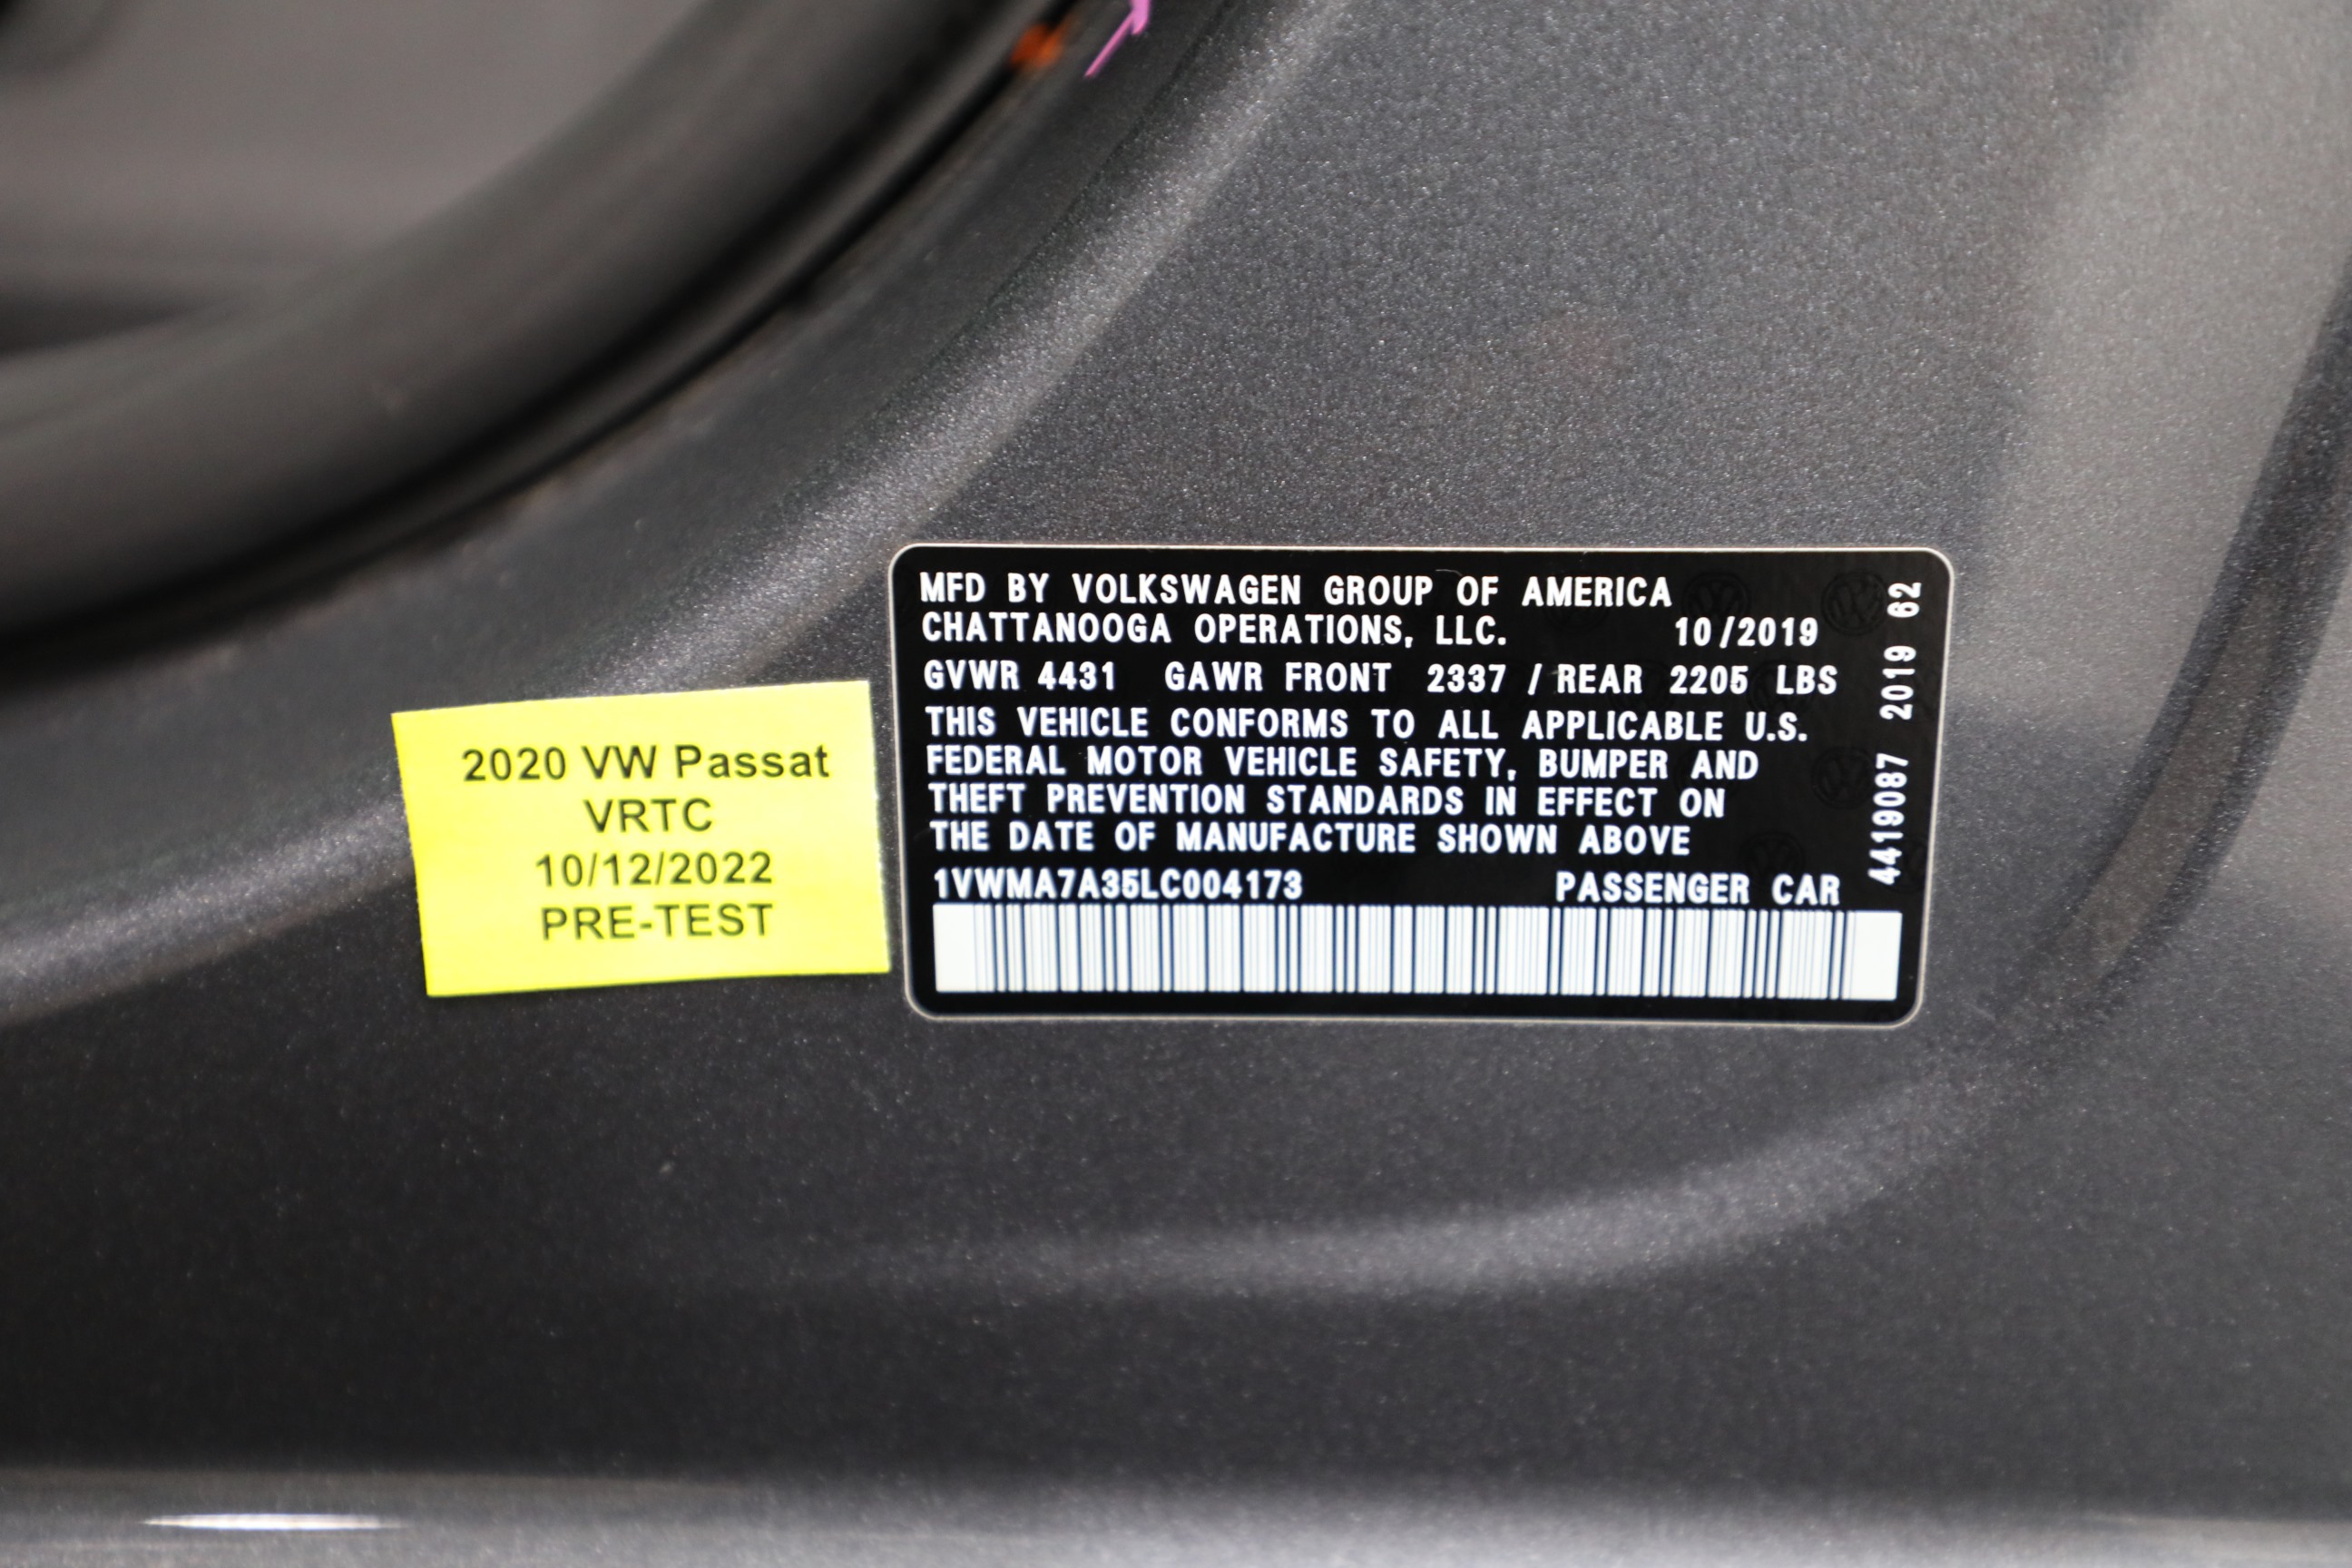 2020 VW Passat
VRTC
10/12/2022
PRE-TEST
MFD BY VOLKSWAGEN GROUP OF AMERICA
CHATTANOOGA OPERATIONS, LLC. 10/2019
GVWR 4431 GAWR FRONT 2337 / REAR 2205 LBS
THIS VEHICLE CONFORMS TO ALL APPLICABLE U.S.
FEDERAL MOTOR VEHICLE SAFETY, BUMPER AND
THEFT PREVENTION STANDARDS IN EFFECT ON
THE DATE OF MANUFACTURE SHOWN ABOVE
1VWMA7A35LC004173 PASSENGER CAR
4419087 2019 62